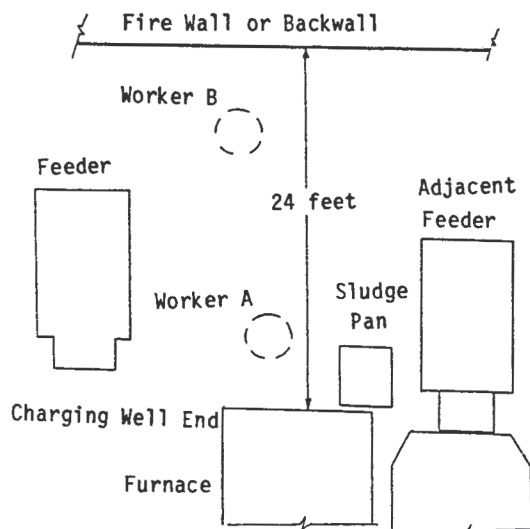 Fire Wall or Backwall
Worker B
Feeder
Adjacent
Feeder
24 feet
Worker A
Sludge
Pan
Charging Well End
Furnace